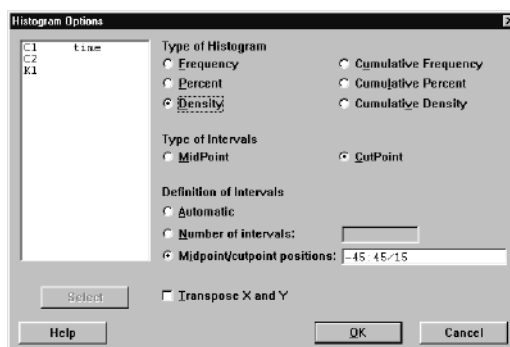 Histogram Options
C1 time
C2
K1
Type of Histogram
Frequency
Cumulative Frequency
Percent
Cumulative Percent
Density
Cumulative Density
Type of Intervals
MidPoint
CutPoint
Definition of Intervals
Automatic
Number of intervals:
Midpoint/cutpoint positions: -45:45/15
Select
Transpose X and Y
Help
OK
Cancel